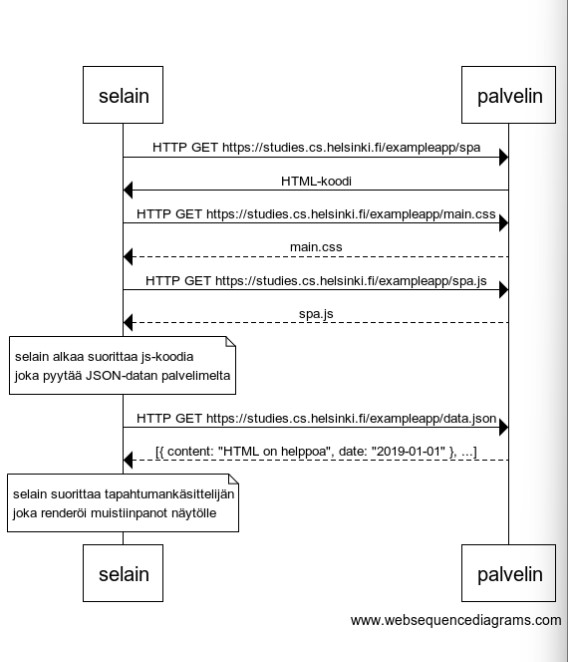 selain
palvelin
HTTP GET https://studies.cs.helsinki.fi/exampleapp/spa
HTML-koodi
HTTP GET https://studies.cs.helsinki.fi/exampleapp/main.css
main.css
HTTP GET https://studies.cs.helsinki.fi/exampleapp/spa.js
spa.js
selain alkaa suorittaa js-koodia
joka pyytää JSON-datan palvelimelta
HTTP GET https://studies.cs.helsinki.fi/exampleapp/data.json
[{ content: "HTML on helppoa", date: "2019-01-01" }, ...]
selain suorittaa tapahtumankäsittelijän
joka renderöi muistiinpanot näytölle
selain
palvelin
www.websequencediagrams.com